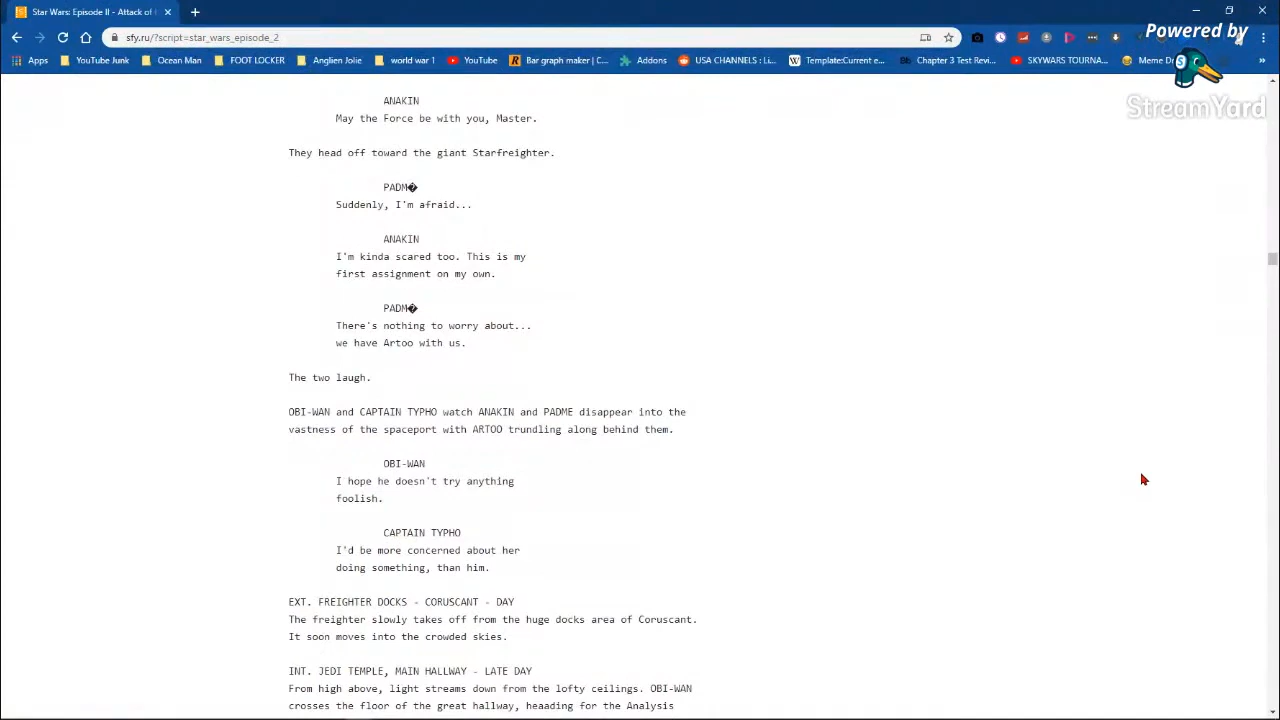 Star Wars: Episode II - Attack of
sfy.ru/?script=star_wars_episode_2
Powered by
Apps
YouTube Junk
Ocean Man
FOOT LOCKER
Anglien Jolie
world war 1
YouTube
Bar graph maker | C...
Addons
USA CHANNELS : Li...
Template:Current e...
Chapter 3 Test Revi...
SKYWARS TOURNA...
Meme De
StreamYard
ANAKIN
May the Force be with you, Master.
They head off toward the giant Starfreighter.
PADM�
Suddenly, I'm afraid...
ANAKIN
I'm kinda scared too. This is my
first assignment on my own.
PADM�
There's nothing to worry about...
we have Artoo with us.
The two laugh.
OBI-WAN and CAPTAIN TYPHO watch ANAKIN and PADME disappear into the
vastness of the spaceport with ARTOO trundling along behind them.
OBI-WAN
I hope he doesn't try anything
foolish.
CAPTAIN TYPHO
I'd be more concerned about her
doing something, than him.
EXT. FREIGHTER DOCKS - CORUSCANT - DAY
The freighter slowly takes off from the huge docks area of Coruscant.
It soon moves into the crowded skies.
INT. JEDI TEMPLE, MAIN HALLWAY - LATE DAY
From high above, light streams down from the lofty ceilings. OBI-WAN
crosses the floor of the great hallway, heaading for the Analysis